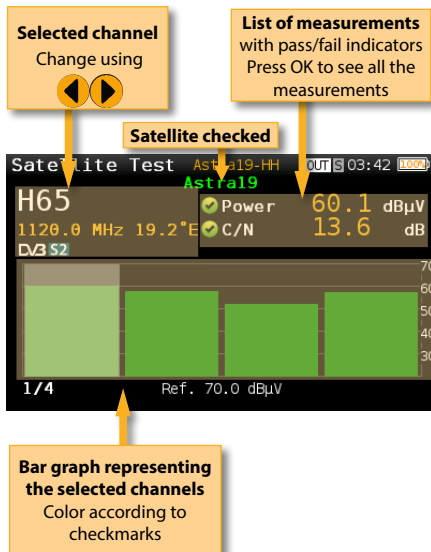 Selected channel
Change using
List of measurements
with pass/fail indicators
Press OK to see all the
measurements
Satellite checked
Satellite Test Astra19-HH OUT S 03:42 100%
Astra19
H65
1120.0 MHz 19.2°E
DVB S2
Power 60.1 dBµV
C/N 13.6 dB
70
60
50
40
30
1/4 Ref. 70.0 dBµV
Bar graph representing
the selected channels
Color according to
checkmarks